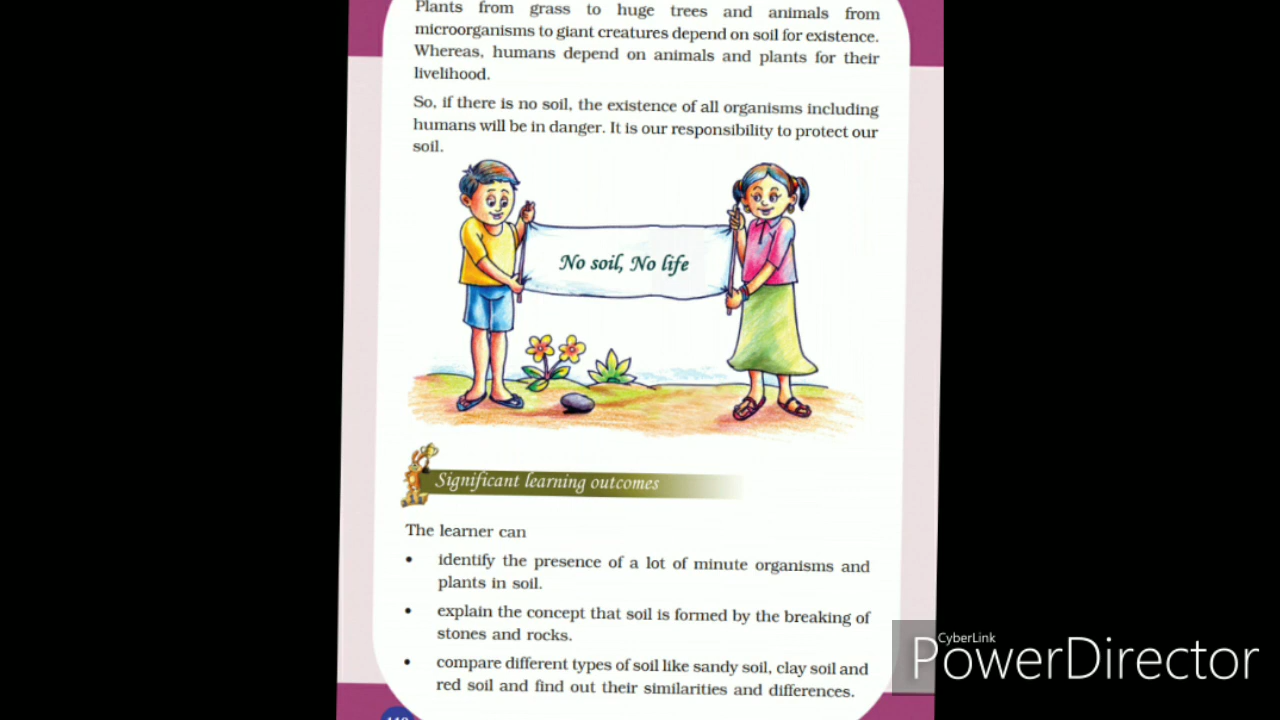 Plants from grass to huge trees and animals from
microorganisms to giant creatures depend on soil for existence.
Whereas, humans depend on animals and plants for their
livelihood.
So, if there is no soil, the existence of all organisms including
humans will be in danger. It is our responsibility to protect our
soil.
No soil, No life
Significant learning outcomes
The learner can
• identify the presence of a lot of minute organisms and
plants in soil.
• explain the concept that soil is formed by the breaking of
stones and rocks.
• compare different types of soil like sandy soil, clay soil and
red soil and find out their similarities and differences.
CyberLink
PowerDirector